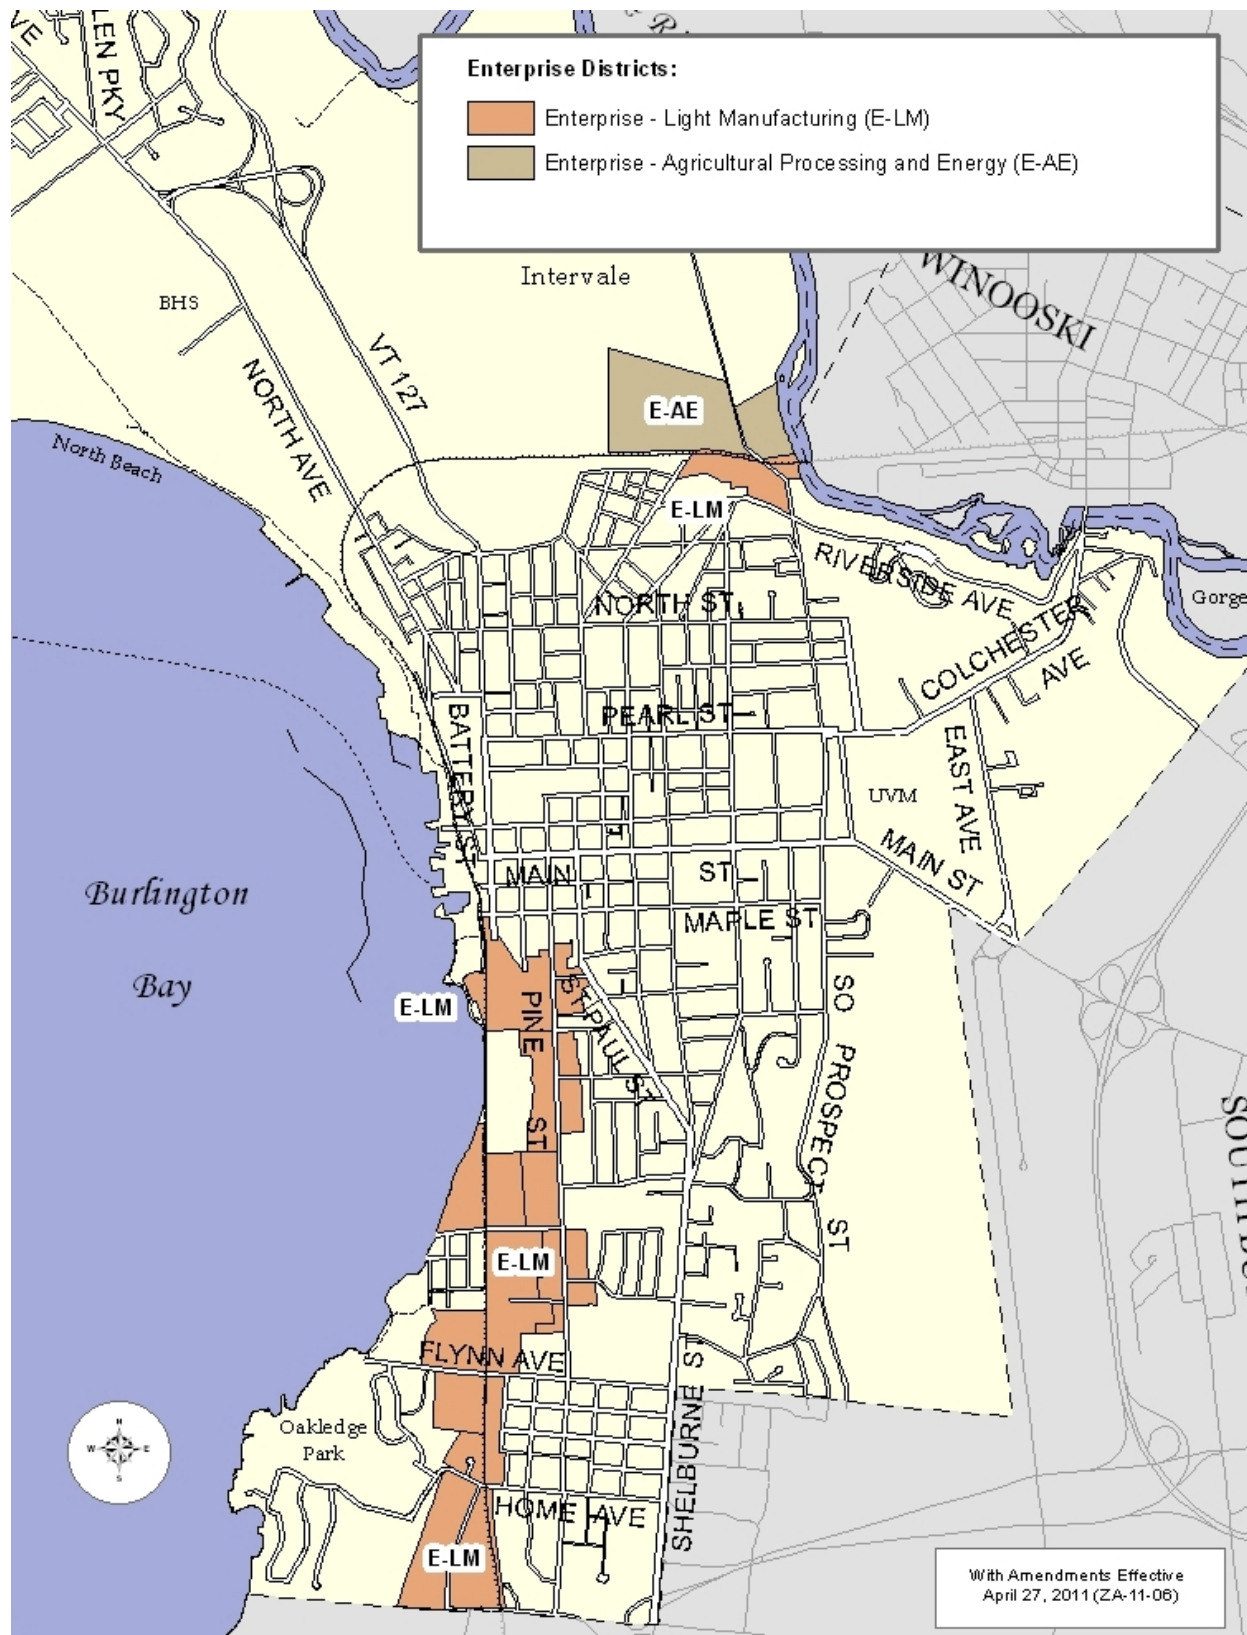 AVE
LEN PKY
Enterprise Districts:
Enterprise - Light Manufacturing (E-LM)
Enterprise - Agricultural Processing and Energy (E-AE)
WINOOSKI
Intervale
BHS
VT 127
NORTH AVE
E-AE
North Beach
E-LM
RIVERSIDE AVE
Gorge
NORTH ST
COLCHESTER
AVE
PEARL ST
BATTERY ST
EAST AVE
UVM
MAIN ST
MAIN
ST
Burlington
Bay
MAPLE ST
E-LM
PINE
ST
ST PAUL ST
SO PROSPECT ST
E-LM
FLYNN AVE
SHELBURNE ST
Oakledge
Park
N
W
E
S
HOME AVE
E-LM
With Amendments Effective
April 27, 2011 (ZA-11-06)